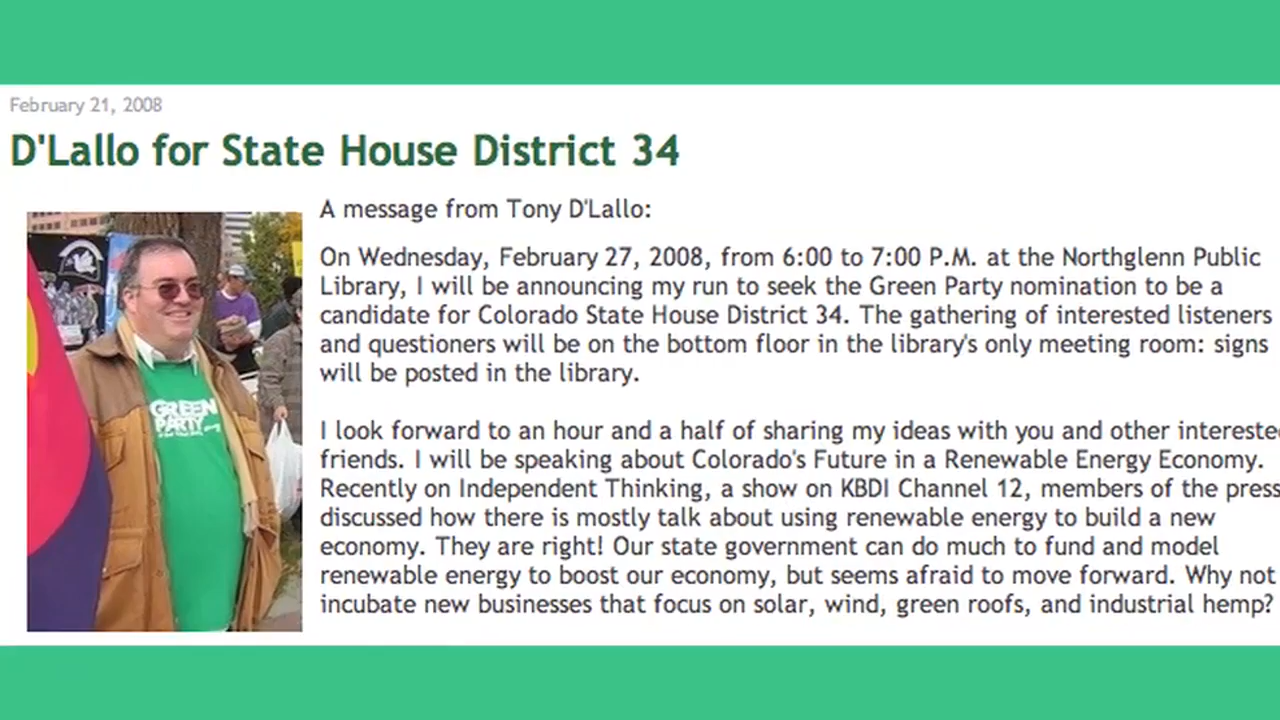 February 21, 2008
D'Lallo for State House District 34
A message from Tony D'Lallo:
On Wednesday, February 27, 2008, from 6:00 to 7:00 P.M. at the Northglenn Public
Library, I will be announcing my run to seek the Green Party nomination to be a
candidate for Colorado State House District 34. The gathering of interested listeners
and questioners will be on the bottom floor in the library's only meeting room: signs
will be posted in the library.
I look forward to an hour and a half of sharing my ideas with you and other interested
friends. I will be speaking about Colorado's Future in a Renewable Energy Economy.
Recently on Independent Thinking, a show on KBDI Channel 12, members of the press
discussed how there is mostly talk about using renewable energy to build a new
economy. They are right! Our state government can do much to fund and model
renewable energy to boost our economy, but seems afraid to move forward. Why not
incubate new businesses that focus on solar, wind, green roofs, and industrial hemp?
GREEN
PARTY